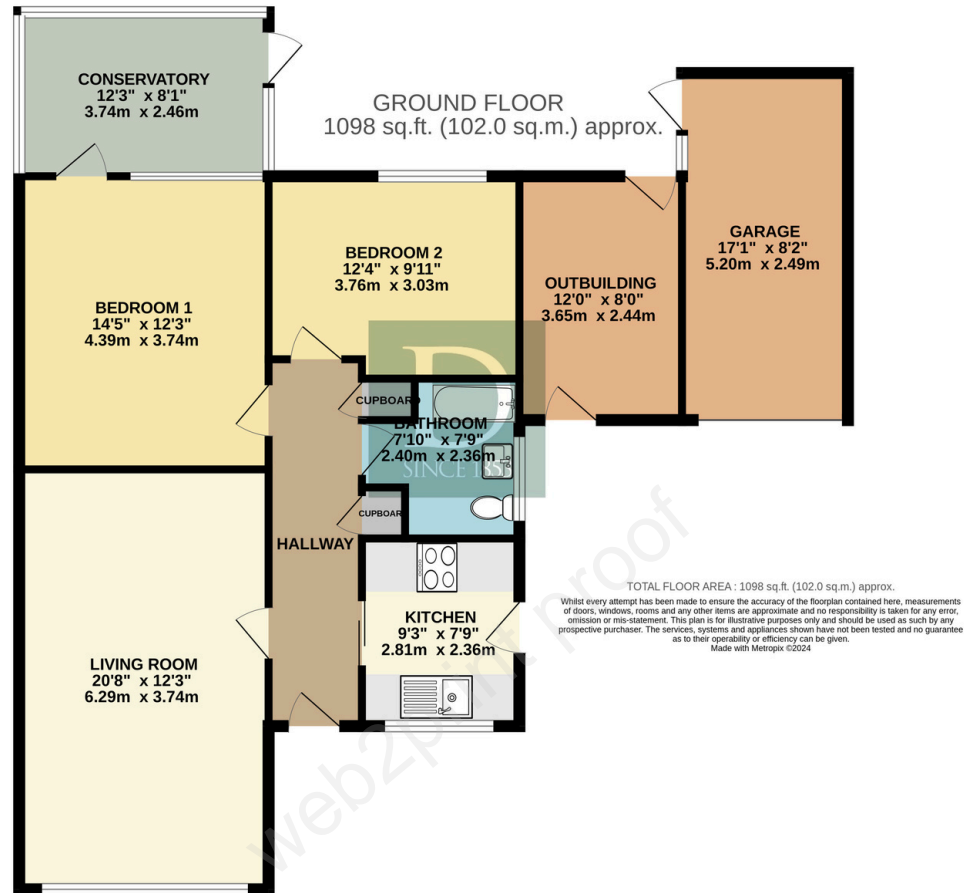 CONSERVATORY
12'3" x 8'1"
3.74m x 2.46m
GROUND FLOOR
1098 sq.ft. (102.0 sq.m.) approx.
BEDROOM 1
14'5" x 12'3"
4.39m x 3.74m
BEDROOM 2
12'4" x 9'11"
3.76m x 3.03m
OUTBUILDING
12'0" x 8'0"
3.65m x 2.44m
GARAGE
17'1" x 8'2"
5.20m x 2.49m
CUPBOARD
D
BATHROOM
7'10" x 7'9"
2.40m x 2.36m
SINCE 1858
CUPBOARD
HALLWAY
KITCHEN
9'3" x 7'9"
2.81m x 2.36m
LIVING ROOM
20'8" x 12'3"
6.29m x 3.74m
TOTAL FLOOR AREA : 1098 sq.ft. (102.0 sq.m.) approx.
Whilst every attempt has been made to ensure the accuracy of the floorplan contained here, measurements
of doors, windows, rooms and any other items are approximate and no responsibility is taken for any error,
omission or mis-statement. This plan is for illustrative purposes only and should be used as such by any
prospective purchaser. The services, systems and appliances shown have not been tested and no guarantee
as to their operability or efficiency can be given.
Made with Metropix ©2024
web2print proof